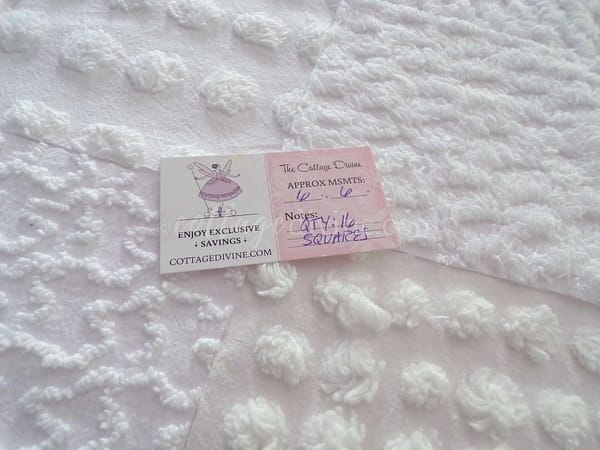 ENJOY EXCLUSIVE
↓ SAVINGS ↓
COTTAGEDIVINE.COM
The Cottage Divine
APPROX MSMTS:
6 . 6 .
Notes:
QTY: 16
SQUARES